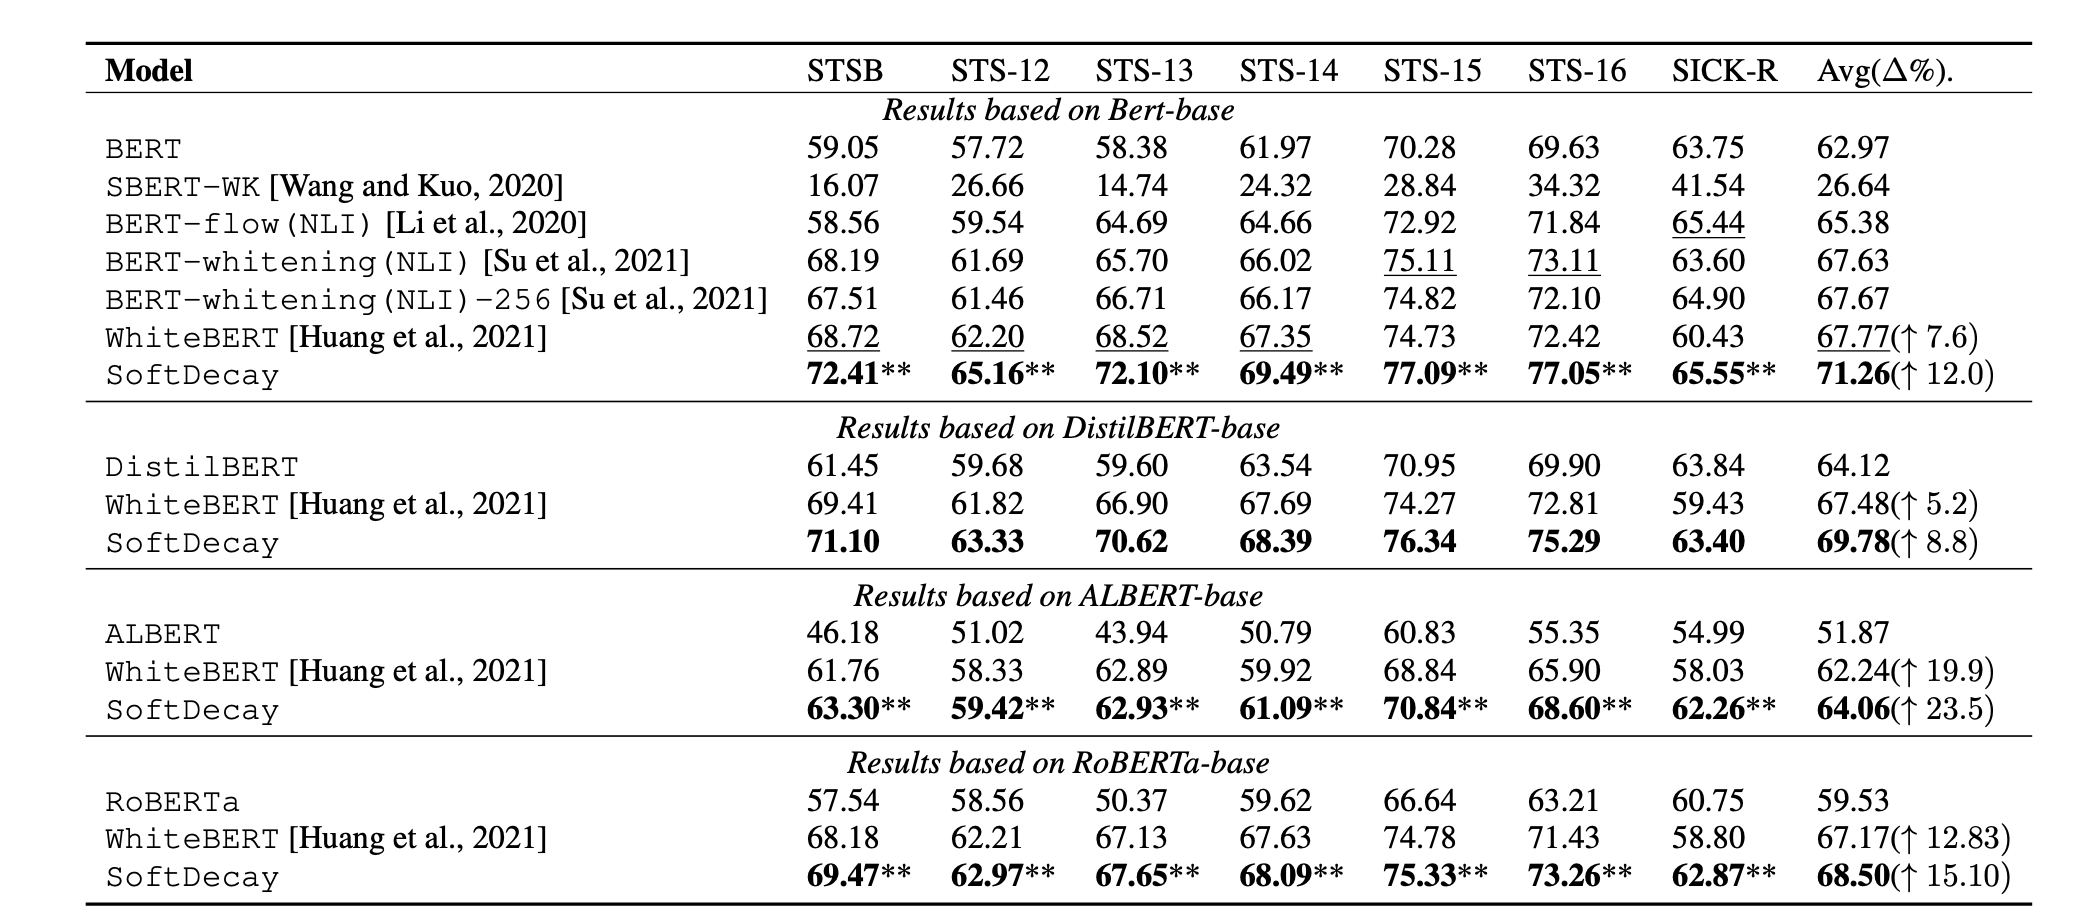 Model STSB STS-12 STS-13 STS-14 STS-15 STS-16 SICK-R Avg(Δ%).
Results based on Bert-base
BERT 59.05 57.72 58.38 61.97 70.28 69.63 63.75 62.97
SBERT-WK [Wang and Kuo, 2020] 16.07 26.66 14.74 24.32 28.84 34.32 41.54 26.64
BERT-flow(NLI) [Li et al., 2020] 58.56 59.54 64.69 64.66 72.92 71.84 65.44 65.38
BERT-whitening(NLI) [Su et al., 2021] 68.19 61.69 65.70 66.02 75.11 73.11 63.60 67.63
BERT-whitening(NLI)-256 [Su et al., 2021] 67.51 61.46 66.71 66.17 74.82 72.10 64.90 67.67
WhiteBERT [Huang et al., 2021] 68.72 62.20 68.52 67.35 74.73 72.42 60.43 67.77(↑ 7.6)
SoftDecay 72.41** 65.16** 72.10** 69.49** 77.09** 77.05** 65.55** 71.26(↑ 12.0)
Results based on DistilBERT-base
DistilBERT 61.45 59.68 59.60 63.54 70.95 69.90 63.84 64.12
WhiteBERT [Huang et al., 2021] 69.41 61.82 66.90 67.69 74.27 72.81 59.43 67.48(↑ 5.2)
SoftDecay 71.10 63.33 70.62 68.39 76.34 75.29 63.40 69.78(↑ 8.8)
Results based on ALBERT-base
ALBERT 46.18 51.02 43.94 50.79 60.83 55.35 54.99 51.87
WhiteBERT [Huang et al., 2021] 61.76 58.33 62.89 59.92 68.84 65.90 58.03 62.24(↑ 19.9)
SoftDecay 63.30** 59.42** 62.93** 61.09** 70.84** 68.60** 62.26** 64.06(↑ 23.5)
Results based on RoBERTa-base
RoBERTa 57.54 58.56 50.37 59.62 66.64 63.21 60.75 59.53
WhiteBERT [Huang et al., 2021] 68.18 62.21 67.13 67.63 74.78 71.43 58.80 67.17(↑ 12.83)
SoftDecay 69.47** 62.97** 67.65** 68.09** 75.33** 73.26** 62.87** 68.50(↑ 15.10)